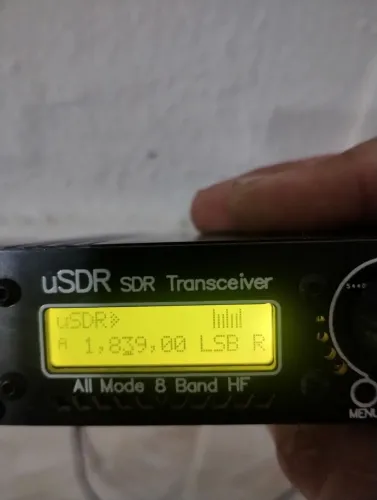 uSDR SDR Transceiver
uSDR
A 1,839,00 LSB R
All Mode 8 Band HF
MENU